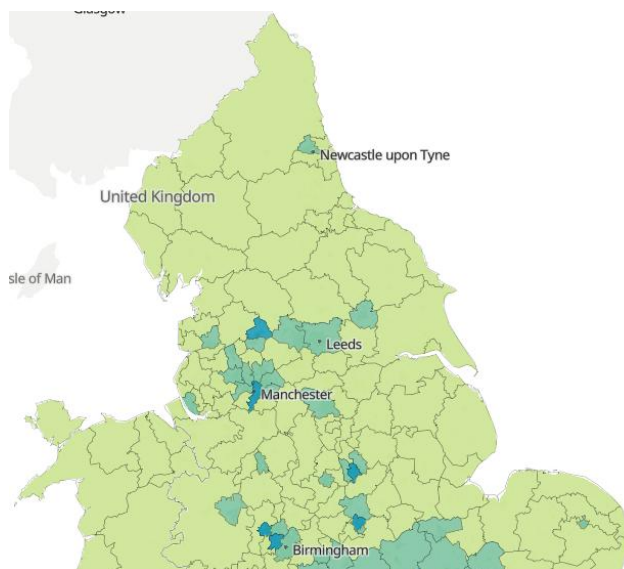 Glasgow
Newcastle upon Tyne
United Kingdom
sle of Man
Leeds
Manchester
Birmingham